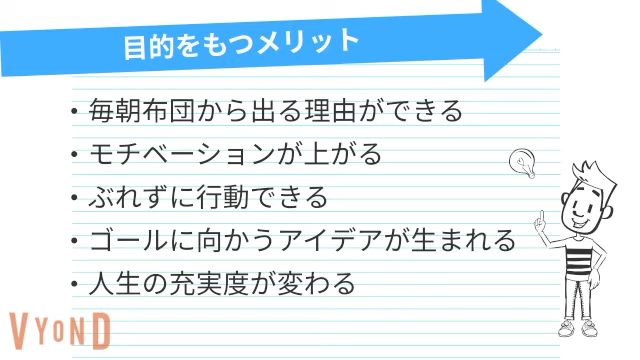 目的をもつメリット
・毎朝布団から出る理由ができる
・モチベーションが上がる
・ぶれずに行動できる
・ゴールに向かうアイデアが生まれる
・人生の充実度が変わる
VYOND